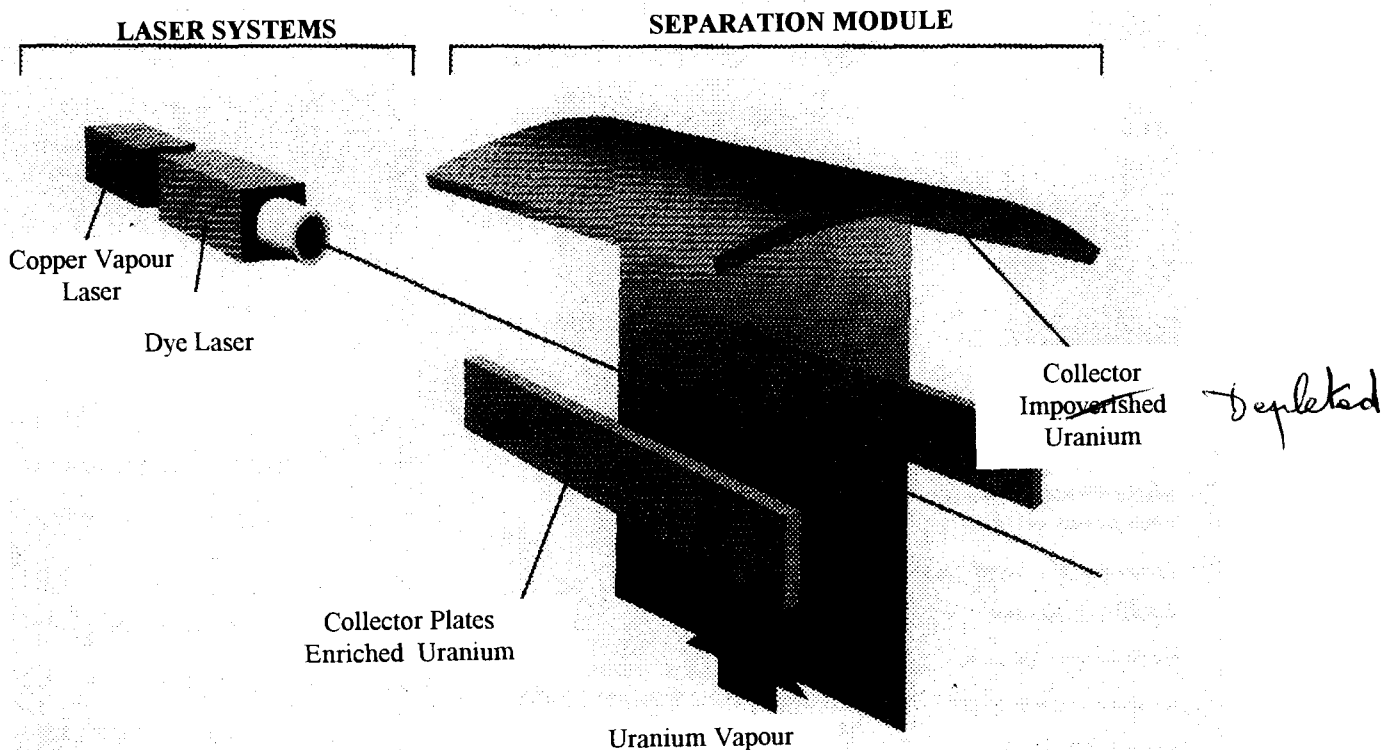 LASER SYSTEMS
SEPARATION MODULE
Copper Vapour
Laser
Dye Laser
Collector
Impoverished
Uranium
Depleted
Collector Plates
Enriched Uranium
Uranium Vapour